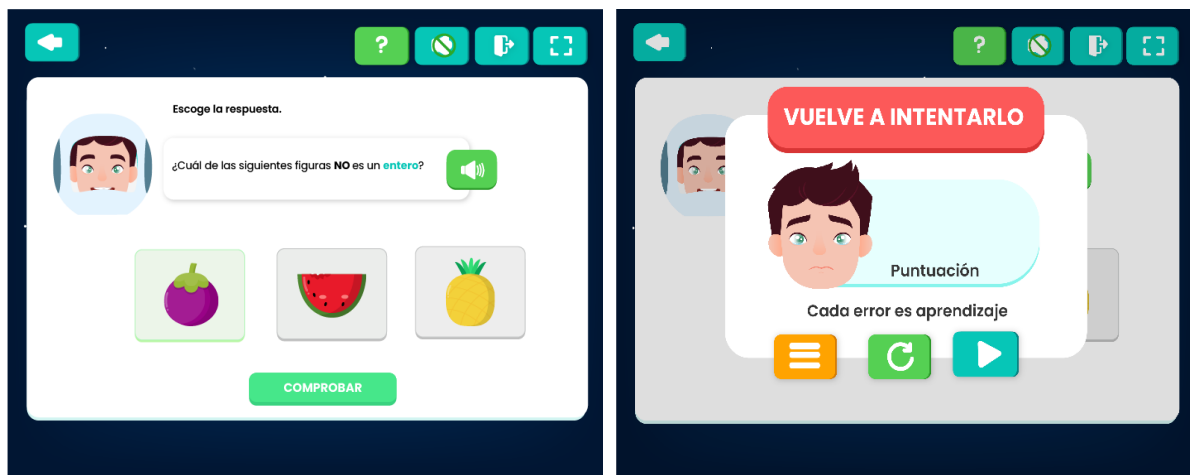 ?
Escoge la respuesta.
¿Cuál de las siguientes figuras NO es un entero?
COMPROBAR
?
VUELVE A INTENTARLO
Puntuación
Cada error es aprendizaje